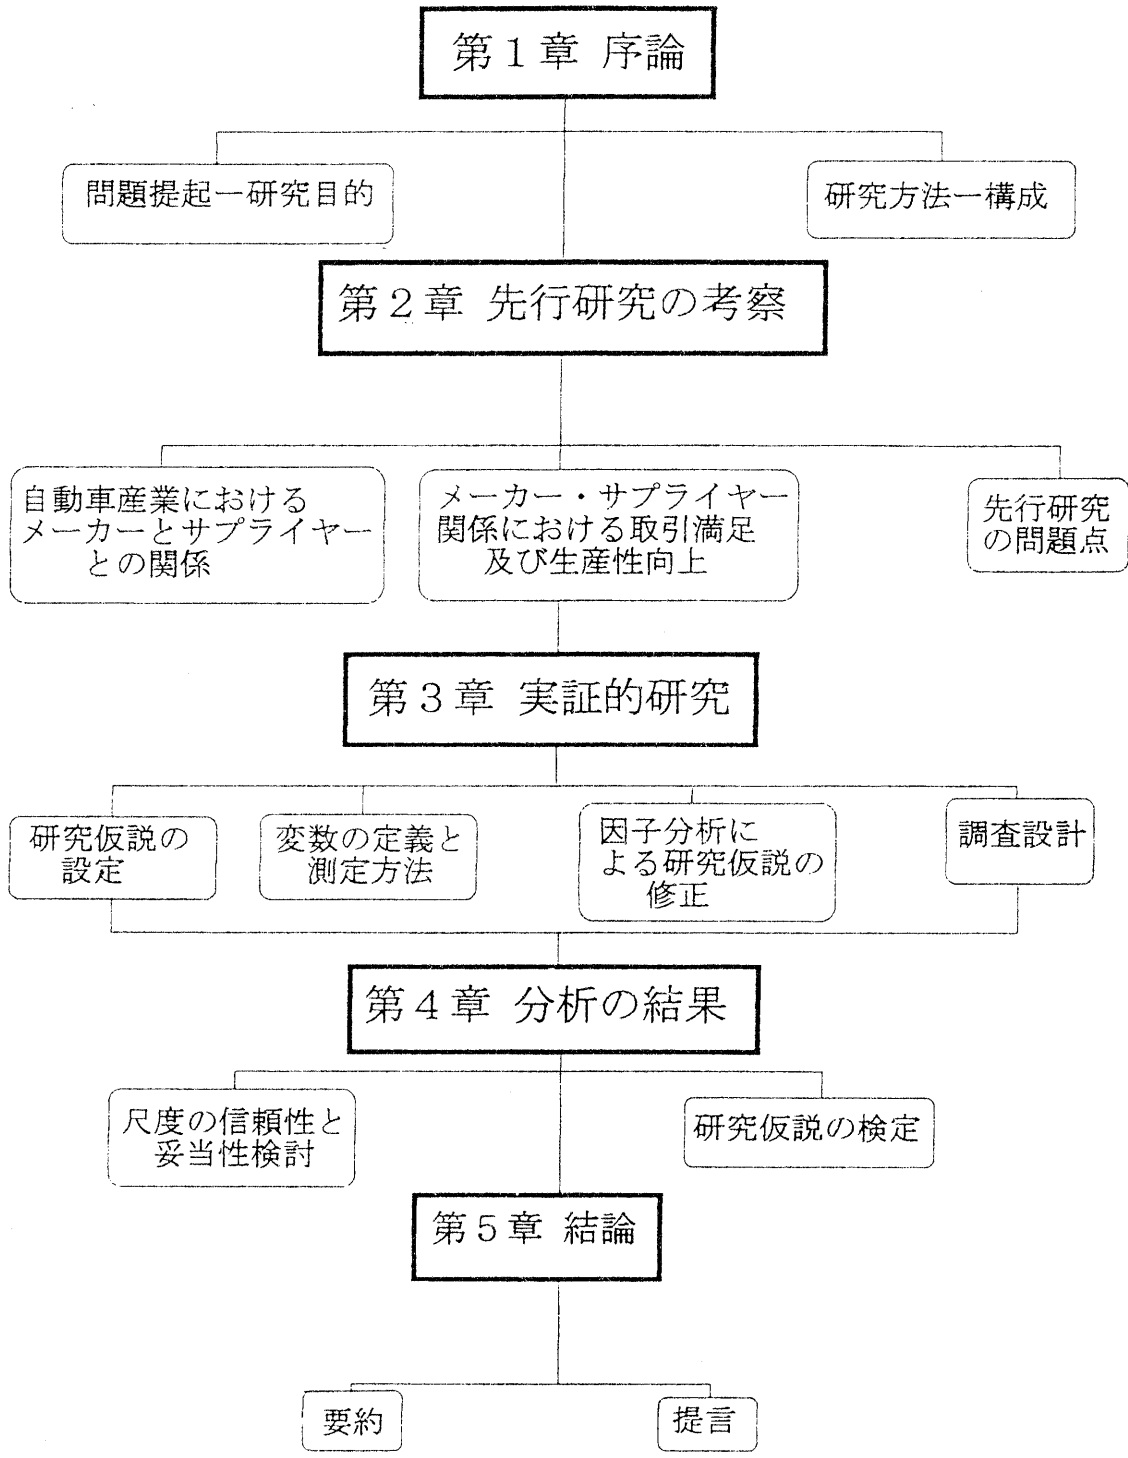 第1章 序論
問題提起ー研究目的
研究方法ー構成
第2章 先行研究の考察
自動車産業における
メーカーとサプライヤー
との関係
メーカー・サプライヤー
関係における取引満足
及び生産性向上
先行研究
の問題点
第3章 実証的研究
研究仮説の
設定
変数の定義と
測定方法
因子分析に
よる研究仮説の
修正
調査設計
第4章 分析の結果
尺度の信頼性と
妥当性検討
研究仮説の検定
第5章 結論
要約
提言